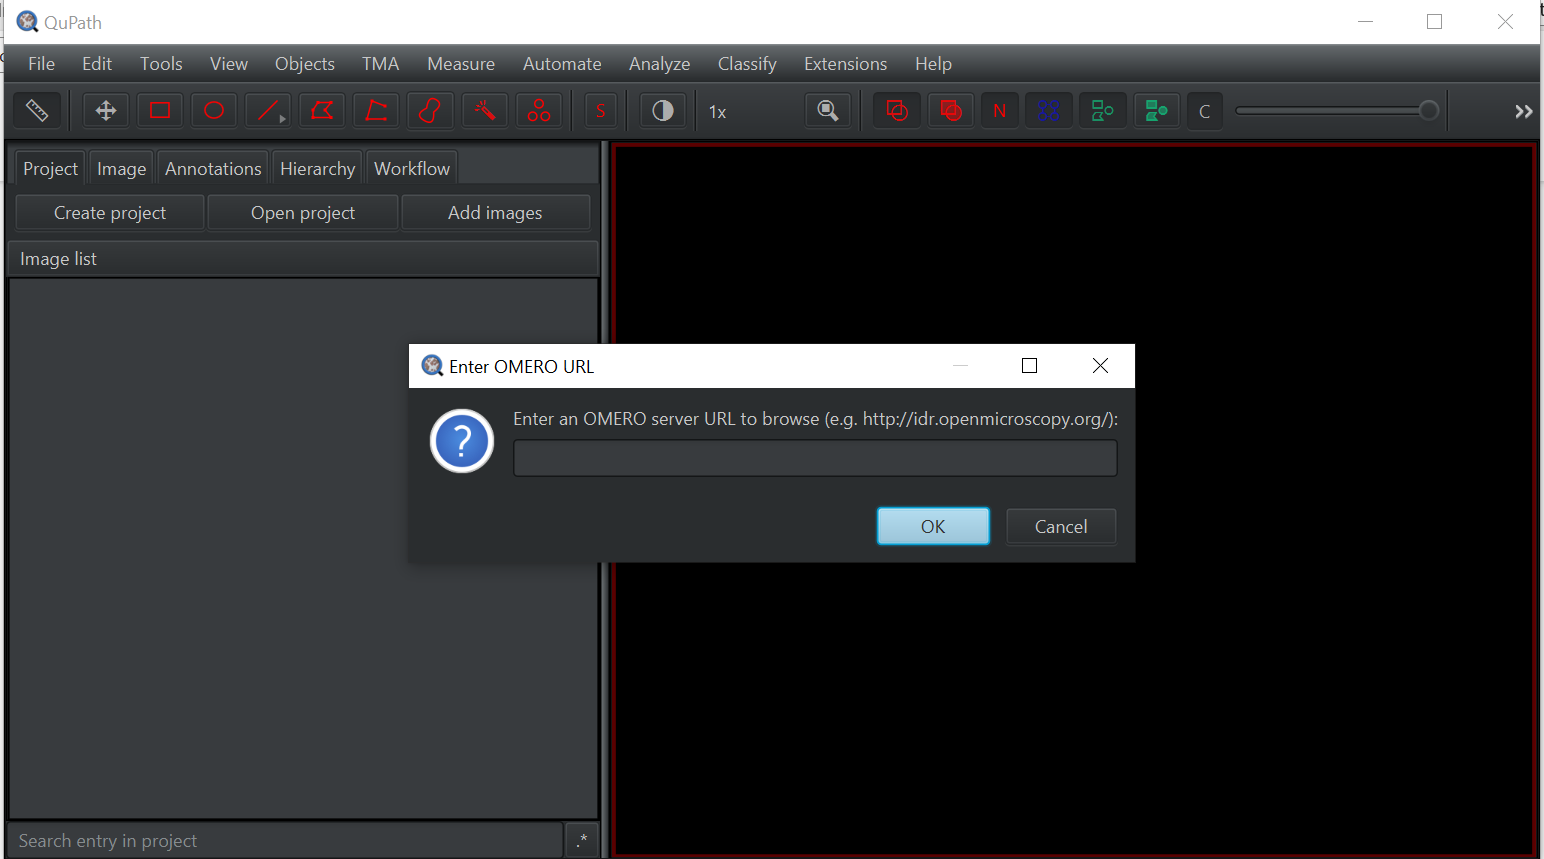 QuPath
File Edit Tools View Objects TMA Measure Automate Analyze Classify Extensions Help
S 1x N C
Project Image Annotations Hierarchy Workflow
Create project Open project Add images
Image list
Enter OMERO URL
Enter an OMERO server URL to browse (e.g. http://idr.openmicroscopy.org/):
?
OK Cancel
Search entry in project .*